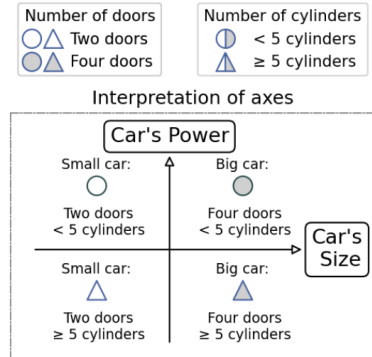 Number of doors
Two doors
Four doors
Number of cylinders
< 5 cylinders
≥ 5 cylinders
Interpretation of axes
Car's Power
Small car:
Two doors
< 5 cylinders
Big car:
Four doors
< 5 cylinders
Car's
Size
Small car:
Two doors
≥ 5 cylinders
Big car:
Four doors
≥ 5 cylinders